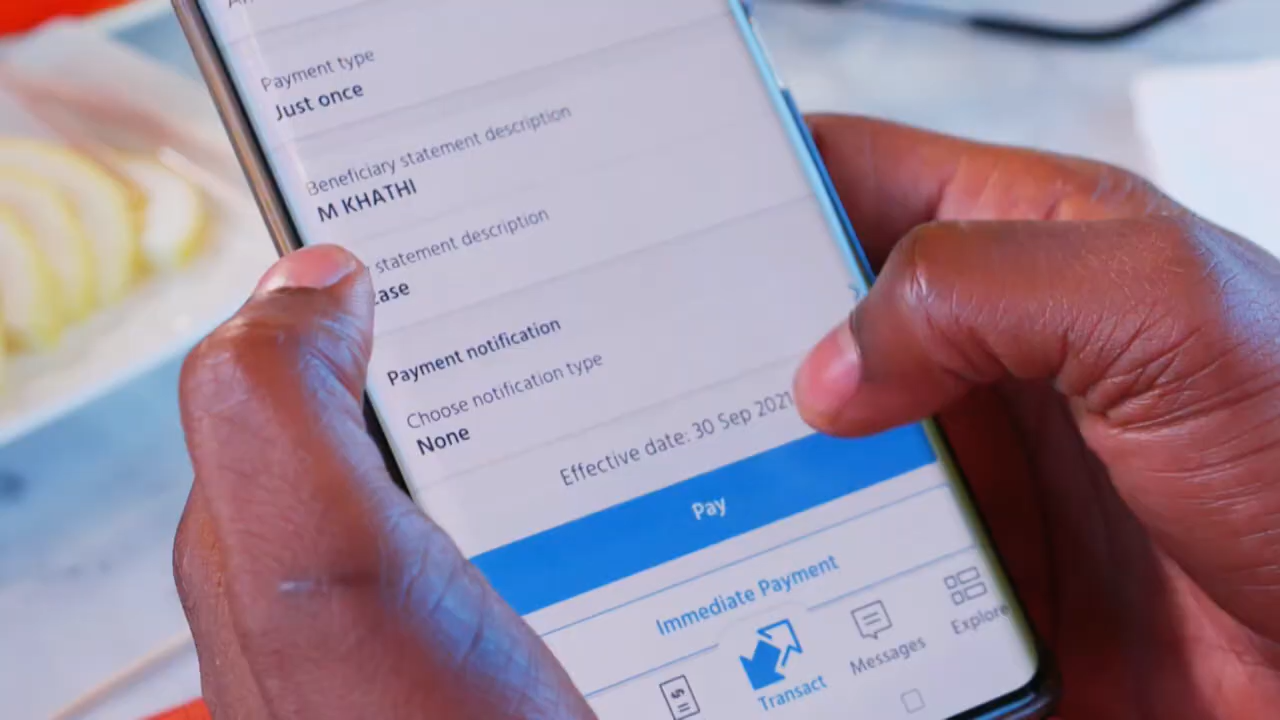 Payment type
Just once
Beneficiary statement description
M KHATHI
statement description
Payment notification
Choose notification type
None
Effective date: 30 Sep 2021
Pay
Immediate Payment
Transact
Messages
Explore